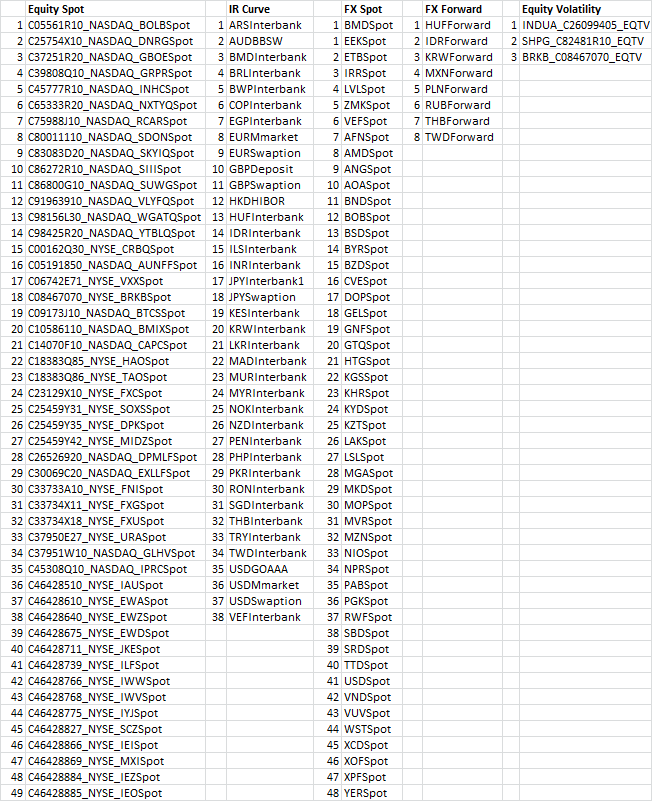 Equity Spot IR Curve FX Spot FX Forward Equity Volatility
1 C05561R10_NASDAQ_BOLBSpot 1 ARSInterbank 1 BMDSpot 1 HUFForward 1 INDUA_C26099405_EQTV
2 C25754X10_NASDAQ_DNRGSpot 2 AUDBBSW 1 EEKSpot 2 IDRForward 2 SHPG_C82481R10_EQTV
3 C37251R20_NASDAQ_GBOESpot 3 BMDInterbank 2 ETBSpot 3 KRWForward 3 BRKB_C08467070_EQTV
4 C39808Q10_NASDAQ_GRPRSpot 4 BRLInterbank 3 IRRSpot 4 MXNForward
5 C45777R10_NASDAQ_INHCSpot 5 BWPInterbank 4 LVLSpot 5 PLNForward
6 C65333R20_NASDAQ_NXTYQSpot 6 COPInterbank 5 ZMKSpot 6 RUBForward
7 C75988J10_NASDAQ_RCARSpot 7 EGPInterbank 6 VEFSpot 7 THBForward
8 C80011110_NASDAQ_SDONSpot 8 EURMmarket 7 AFNSpot 8 TWDForward
9 C83083D20_NASDAQ_SKYIQSpot 9 EURSwaption 8 AMDSpot
10 C86272R10_NASDAQ_SIIISpot 10 GBPDeposit 9 ANGSpot
11 C86800G10_NASDAQ_SUWGSpot 11 GBPSwaption 10 AOASpot
12 C91963910_NASDAQ_VLYFQSpot 12 HKDHIBOR 11 BNDSpot
13 C98156L30_NASDAQ_WGATQSpot 13 HUFInterbank 12 BOBSpot
14 C98425R20_NASDAQ_YTBLQSpot 14 IDRInterbank 13 BSDSpot
15 C00162Q30_NYSE_CRBQSpot 15 ILSInterbank 14 BYRSpot
16 C05191850_NASDAQ_AUNFFSpot 16 INRInterbank 15 BZDSpot
17 C06742E71_NYSE_VXXSpot 17 JPYInterbank1 16 CVESpot
18 C08467070_NYSE_BRKBSpot 18 JPYSwaption 17 DOPSpot
19 C09173J10_NASDAQ_BTCSSpot 19 KESInterbank 18 GELSpot
20 C10586110_NASDAQ_BMIXSpot 20 KRWInterbank 19 GNFSpot
21 C14070F10_NASDAQ_CAPCSpot 21 LKRInterbank 20 GTQSpot
22 C18383Q85_NYSE_HAOSpot 22 MADInterbank 21 HTGSpot
23 C18383Q86_NYSE_TAOSpot 23 MURInterbank 22 KGSSpot
24 C23129X10_NYSE_FXCSpot 24 MYRInterbank 23 KHRSpot
25 C25459Y31_NYSE_SOXSSpot 25 NOKInterbank 24 KYDSpot
26 C25459Y35_NYSE_DPKSpot 26 NZDInterbank 25 KZTSpot
27 C25459Y42_NYSE_MIDZSpot 27 PENInterbank 26 LAKSpot
28 C26526920_NASDAQ_DPMLFSpot 28 PHPInterbank 27 LSLSpot
29 C30069C20_NASDAQ_EXLLFSpot 29 PKRInterbank 28 MGASpot
30 C33733A10_NYSE_FNISpot 30 RONInterbank 29 MKDSpot
31 C33734X11_NYSE_FXGSpot 31 SGDInterbank 30 MOPSpot
32 C33734X18_NYSE_FXUSpot 32 THBInterbank 31 MVRSpot
33 C37950E27_NYSE_URASpot 33 TRYInterbank 32 MZNSpot
34 C37951W10_NASDAQ_GLHVSpot 34 TWDInterbank 33 NIOSpot
35 C45308Q10_NASDAQ_IPRCSpot 35 USDGOAAA 34 NPRSpot
36 C46428510_NYSE_IAUSpot 36 USDMmarket 35 PABSpot
37 C46428610_NYSE_EWASpot 37 USDSwaption 36 PGKSpot
38 C46428640_NYSE_EWZSpot 38 VEFInterbank 37 RWFSpot
39 C46428675_NYSE_EWDSpot 38 SBDSpot
40 C46428711_NYSE_JKESpot 39 SRDSpot
41 C46428739_NYSE_ILFSpot 40 TTDSpot
42 C46428766_NYSE_IWWSpot 41 USDSpot
43 C46428768_NYSE_IWVSpot 42 VNDSpot
44 C46428775_NYSE_IYJSpot 43 VUVSpot
45 C46428827_NYSE_SCZSpot 44 WSTSpot
46 C46428866_NYSE_IEISpot 45 XCDSpot
47 C46428869_NYSE_MXISpot 46 XOFSpot
48 C46428884_NYSE_IEZSpot 47 XPFSpot
49 C46428885_NYSE_IEOSpot 48 YERSpot